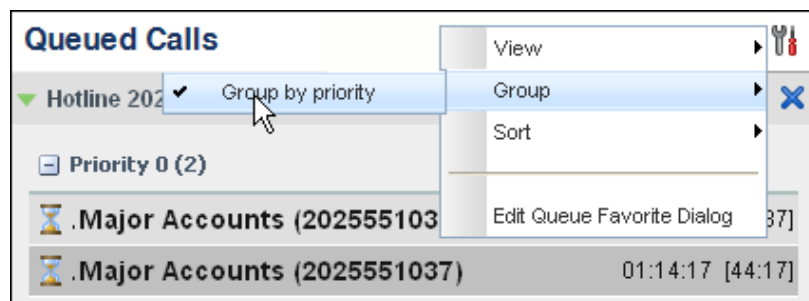 Queued Calls
View
Hotline 202
Group by priority
Group
Sort
Priority 0 (2)
Edit Queue Favorite Dialog
.Major Accounts (202555103
37]
.Major Accounts (2025551037) 01:14:17 [44:17]